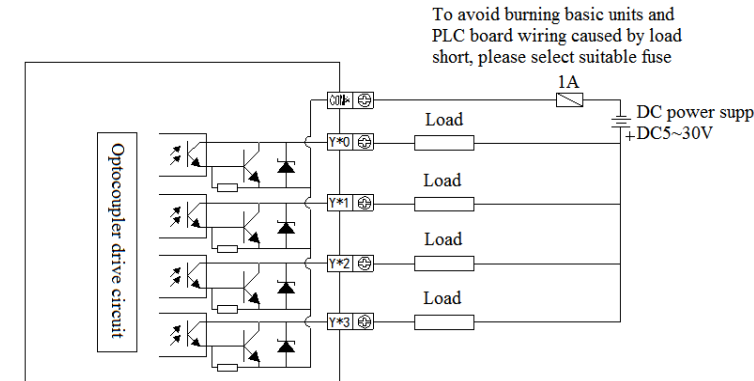 To avoid burning basic units and
PLC board wiring caused by load
short, please select suitable fuse
1A
COM*
DC power supp
+DC5~30V
Load
Y*0
Load
Y*1
Load
Y*2
Load
Y*3
Optocoupler drive circuit